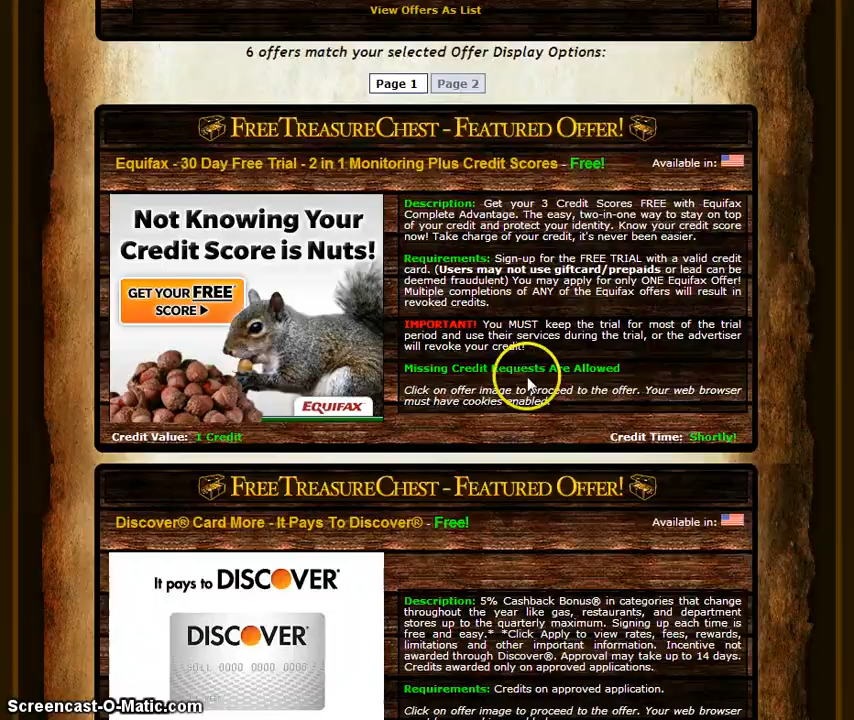 View Offers As List
6 offers match your selected Offer Display Options:
Page 1 Page 2
FREETREASURECHEST - FEATURED OFFER!
Equifax - 30 Day Free Trial - 2 in 1 Monitoring Plus Credit Scores - Free!
Available in:
Not Knowing Your
Credit Score is Nuts!
GET YOUR FREE*
SCORE
EQUIFAX
Description: Get your 3 Credit Scores FREE with Equifax
Complete Advantage. The easy, two-in-one way to stay on top
of your credit and protect your identity. Know your credit score
now! Take charge of your credit, it's never been easier.
Requirements: Sign-up for the FREE TRIAL with a valid credit
card. (Users may not use giftcard/prepaids or lead can be
deemed fraudulent) You may apply for only ONE Equifax Offer!
Multiple completions of ANY of the Equifax offers will result in
revoked credits.
IMPORTANT! You MUST keep the trial for most of the trial
period and use their services during the trial, or the advertiser
will revoke your credit!
Missing Credit Requests Are Allowed
Click on offer image to proceed to the offer. Your web browser
must have cookies enabled.
Credit Value: 1 Credit
Credit Time: Shortly!
FREETREASURECHEST - FEATURED OFFER!
Discover® Card More - It Pays To Discover® - Free!
Available in:
It pays to DISCOVER®
DISCOVER®
Description: 5% Cashback Bonus® in categories that change
throughout the year like gas, restaurants, and department
stores up to the quarterly maximum. Signing up each time is
free and easy.* *Click Apply to view rates, fees, rewards,
limitations and other important information. Incentive not
awarded through Discover®. Approval may take up to 14 days.
Credits awarded only on approved applications.
Requirements: Credits on approved application.
Click on offer image to proceed to the offer. Your web browser
Screencast-O-Matic.com